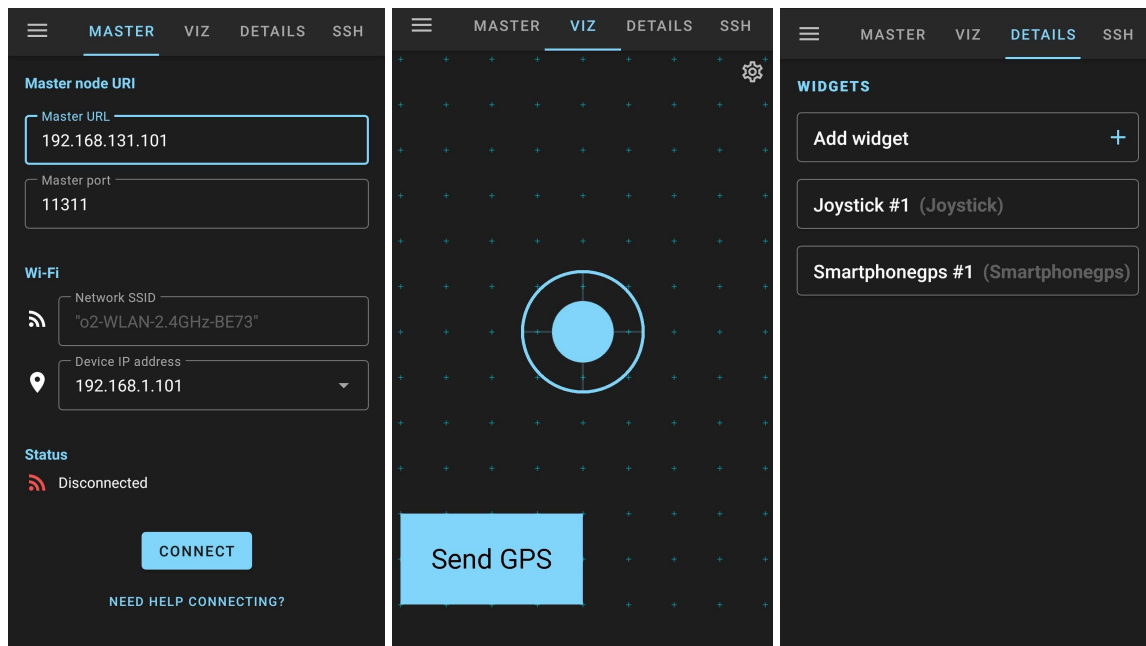 MASTER VIZ DETAILS SSH
Master node URI
Master URL
192.168.131.101
Master port
11311
Wi-Fi
Network SSID
"o2-WLAN-2.4GHz-BE73"
Device IP address
192.168.1.101
Status
Disconnected
CONNECT
NEED HELP CONNECTING?
MASTER VIZ DETAILS SSH
Send GPS
MASTER VIZ DETAILS SSH
WIDGETS
Add widget +
Joystick #1 (Joystick)
Smartphonegps #1 (Smartphonegps)